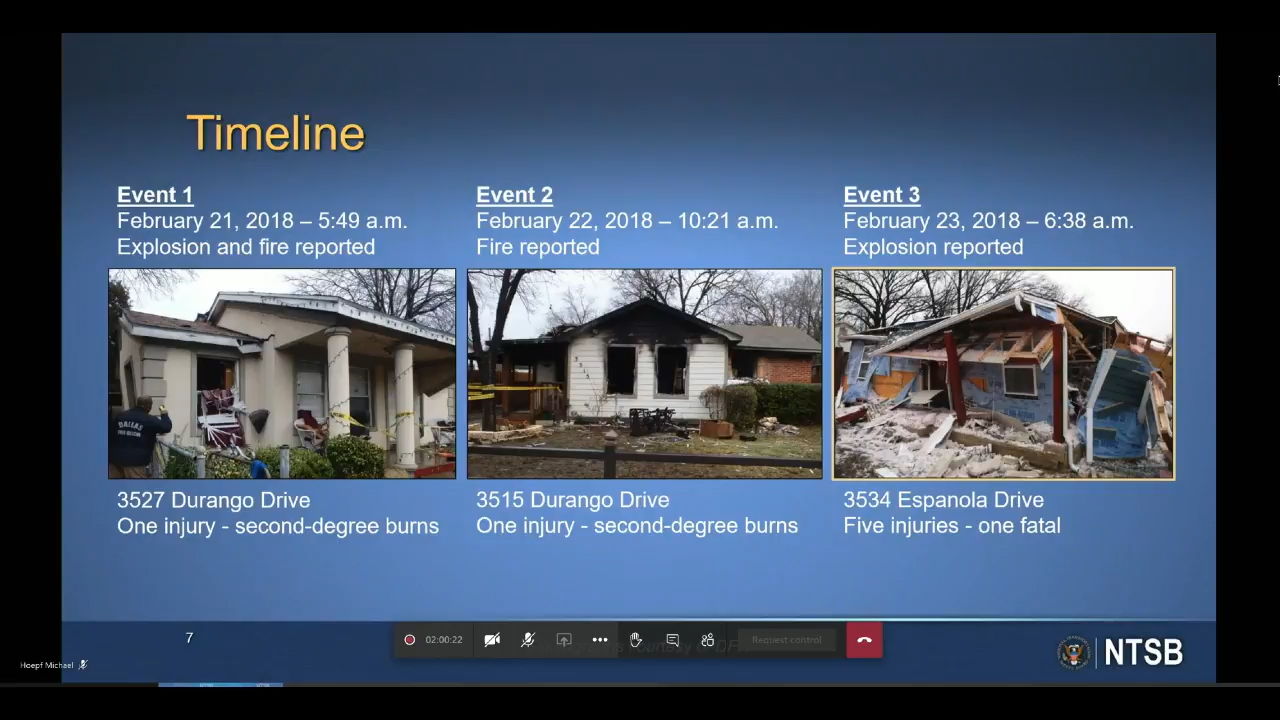 Timeline
Event 1
February 21, 2018 – 5:49 a.m.
Explosion and fire reported
Event 2
February 22, 2018 – 10:21 a.m.
Fire reported
Event 3
February 23, 2018 – 6:38 a.m.
Explosion reported
DALLAS
3527 Durango Drive
One injury - second-degree burns
3515 Durango Drive
One injury - second-degree burns
3534 Espanola Drive
Five injuries - one fatal
7
02:00:22
Request control
NTSB
Hoepf Michael